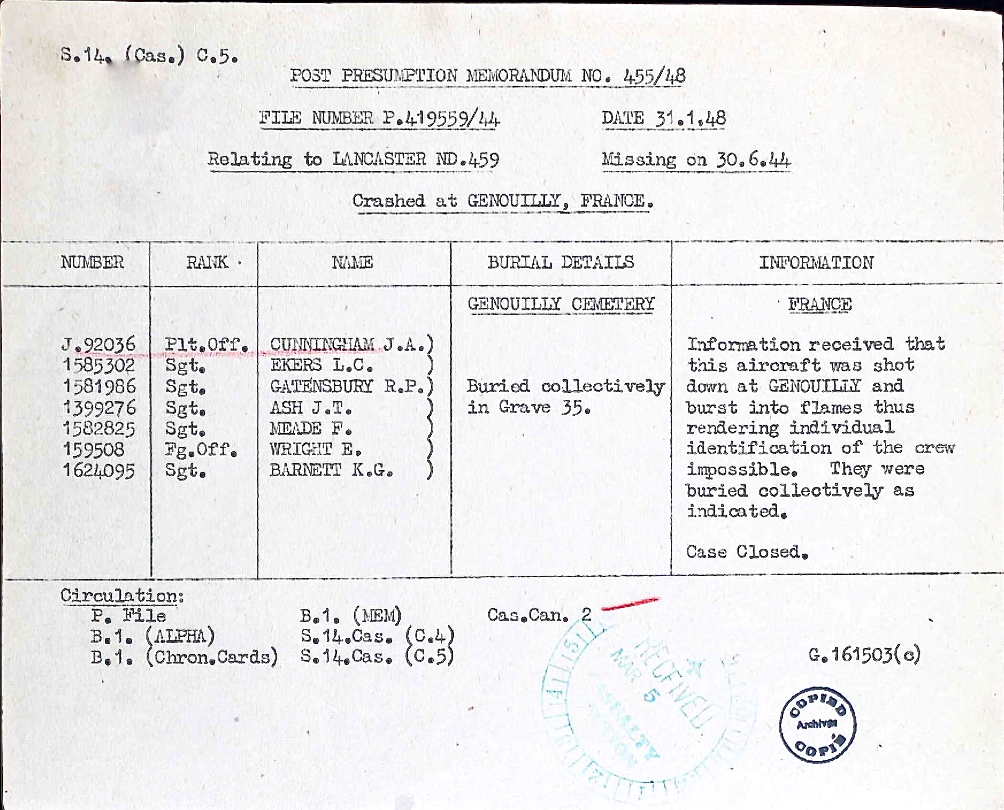 S.14. (Cas.) C.5.
POST PRESUMPTION MEMORANDUM NO. 455/48
FILE NUMBER P.419559/44 DATE 31.1.48
Relating to LANCASTER ND.459 Missing on 30.6.44
Crashed at GENOUILLY, FRANCE.
NUMBER RANK NAME BURIAL DETAILS INFORMATION
GENOUILLY CEMETERY FRANCE
J.92036 Plt.Off. CUNNINGHAM J.A.) Information received that
1585302 Sgt. EKERS L.C. ) this aircraft was shot
1581986 Sgt. GATENSBURY R.P.) Buried collectively down at GENOUILLY and
1399276 Sgt. ASH J.T. ) in Grave 35. burst into flames thus
1582825 Sgt. MEADE F. ) rendering individual
159508 Fg.Off. WRIGHT E. ) identification of the crew
1624095 Sgt. BARNETT K.G. ) impossible. They were
buried collectively as
indicated.
Case Closed.
Circulation:
P. File B.1. (MEM) Cas.Can. 2
B.1. (ALPHA) S.14.Cas. (C.4)
B.1. (Chron.Cards) S.14.Cas. (C.5) G.161503(c)
RECEIVED
MAR 5
COPIED
Archives
COPIÉ